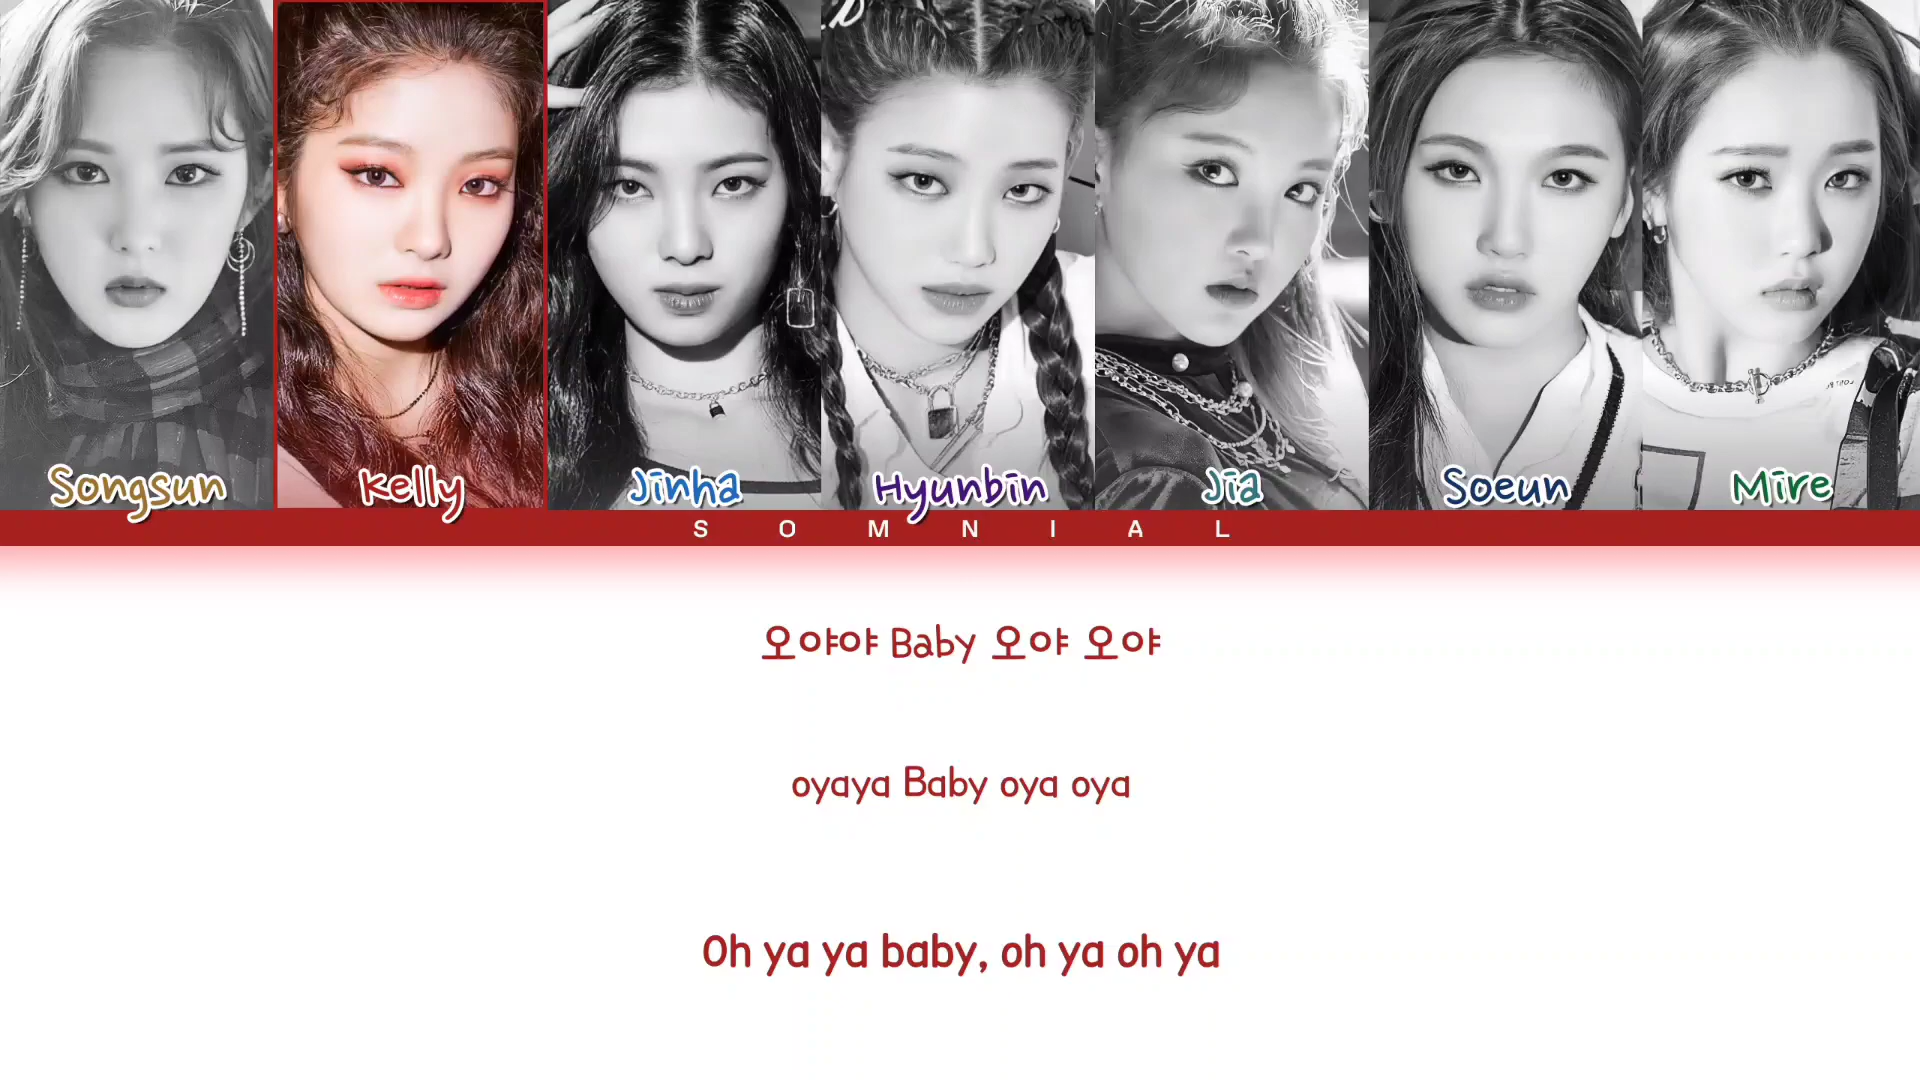 Songsun
Kelly
Jinha
Hyunbin
Jia
Soeun
Mire
SOMNIAL
오야야 Baby 오야 오야
oyaya Baby oya oya
Oh ya ya baby, oh ya oh ya